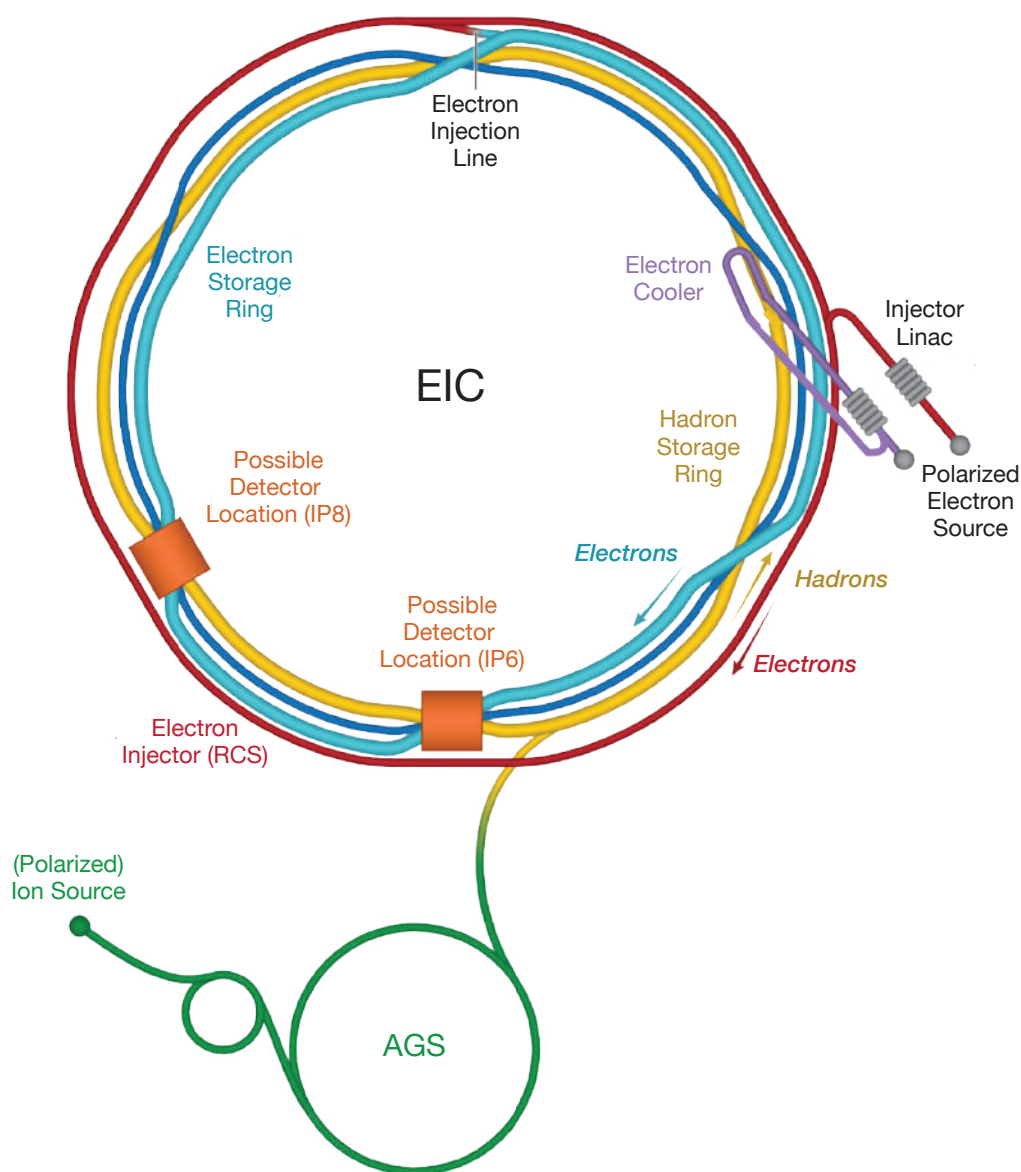 Electron
Injection
Line
Electron
Storage
Ring
Electron
Cooler
Injector
Linac
EIC
Hadron
Storage
Ring
Possible
Detector
Location (IP8)
Polarized
Electron
Source
Electrons
Hadrons
Possible
Detector
Location (IP6)
Electrons
Electron
Injector (RCS)
(Polarized)
Ion Source
AGS